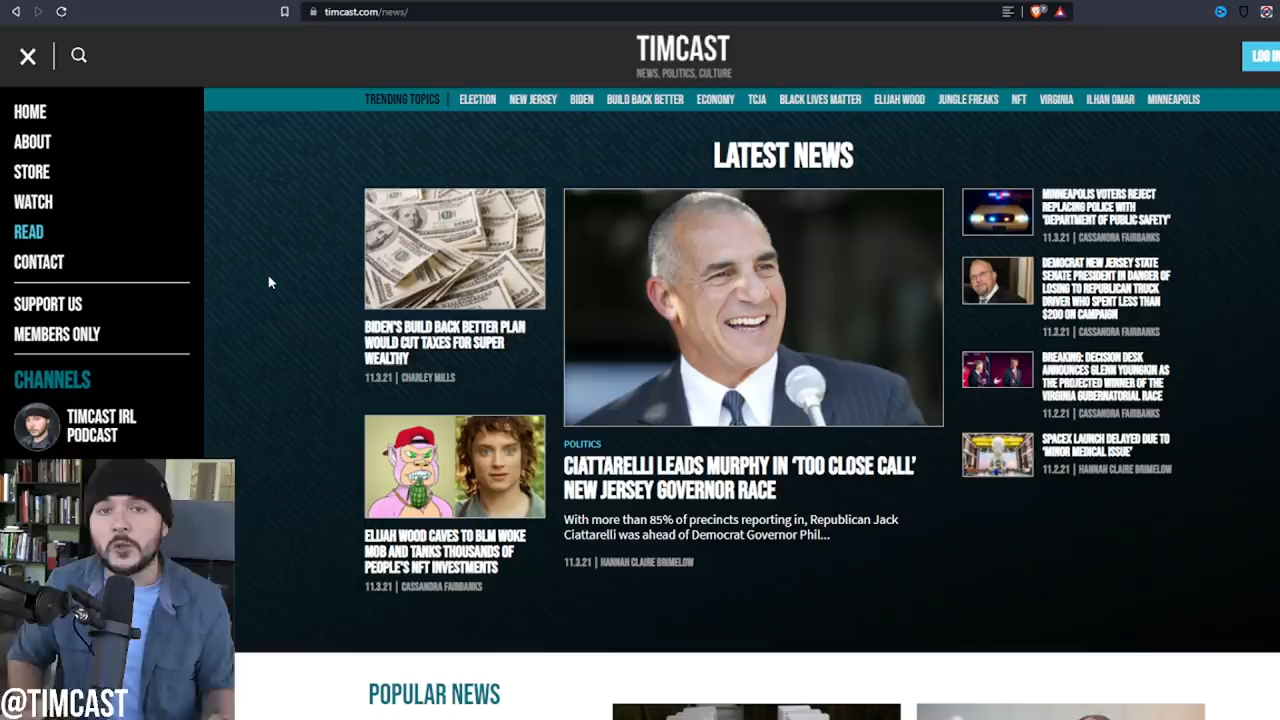 timcast.com/news/
TIMCAST
NEWS, POLITICS, CULTURE
LOG IN
TRENDING TOPICS
ELECTION
NEW JERSEY
BIDEN
BUILD BACK BETTER
ECONOMY
TCJA
BLACK LIVES MATTER
ELIJAH WOOD
JUNGLE FREAKS
NFT
VIRGINIA
ILHAN OMAR
MINNEAPOLIS
HOME
ABOUT
STORE
WATCH
READ
CONTACT
SUPPORT US
MEMBERS ONLY
CHANNELS
TIMCAST IRL
PODCAST
@TIMCAST
LATEST NEWS
BIDEN'S BUILD BACK BETTER PLAN
WOULD CUT TAXES FOR SUPER
WEALTHY
11.3.21 | CHARLEY MILLS
ELIJAH WOOD CAVES TO BLM WOKE
MOB AND TANKS THOUSANDS OF
PEOPLE'S NFT INVESTMENTS
11.3.21 | CASSANDRA FAIRBANKS
POLITICS
CIATTARELLI LEADS MURPHY IN 'TOO CLOSE CALL'
NEW JERSEY GOVERNOR RACE
With more than 85% of precincts reporting in, Republican Jack
Ciattarelli was ahead of Democrat Governor Phil...
11.3.21 | HANNAH CLAIRE BRIMELOW
MINNEAPOLIS VOTERS REJECT
REPLACING POLICE WITH
'DEPARTMENT OF PUBLIC SAFETY'
11.3.21 | CASSANDRA FAIRBANKS
DEMOCRAT NEW JERSEY STATE
SENATE PRESIDENT IN DANGER OF
LOSING TO REPUBLICAN TRUCK
DRIVER WHO SPENT LESS THAN
$200 ON CAMPAIGN
11.3.21 | CASSANDRA FAIRBANKS
BREAKING: DECISION DESK
ANNOUNCES GLENN YOUNGKIN AS
THE PROJECTED WINNER OF THE
VIRGINIA GUBERNATORIAL RACE
11.2.21 | CASSANDRA FAIRBANKS
SPACEX LAUNCH DELAYED DUE TO
'MINOR MEDICAL ISSUE'
11.2.21 | HANNAH CLAIRE BRIMELOW
POPULAR NEWS